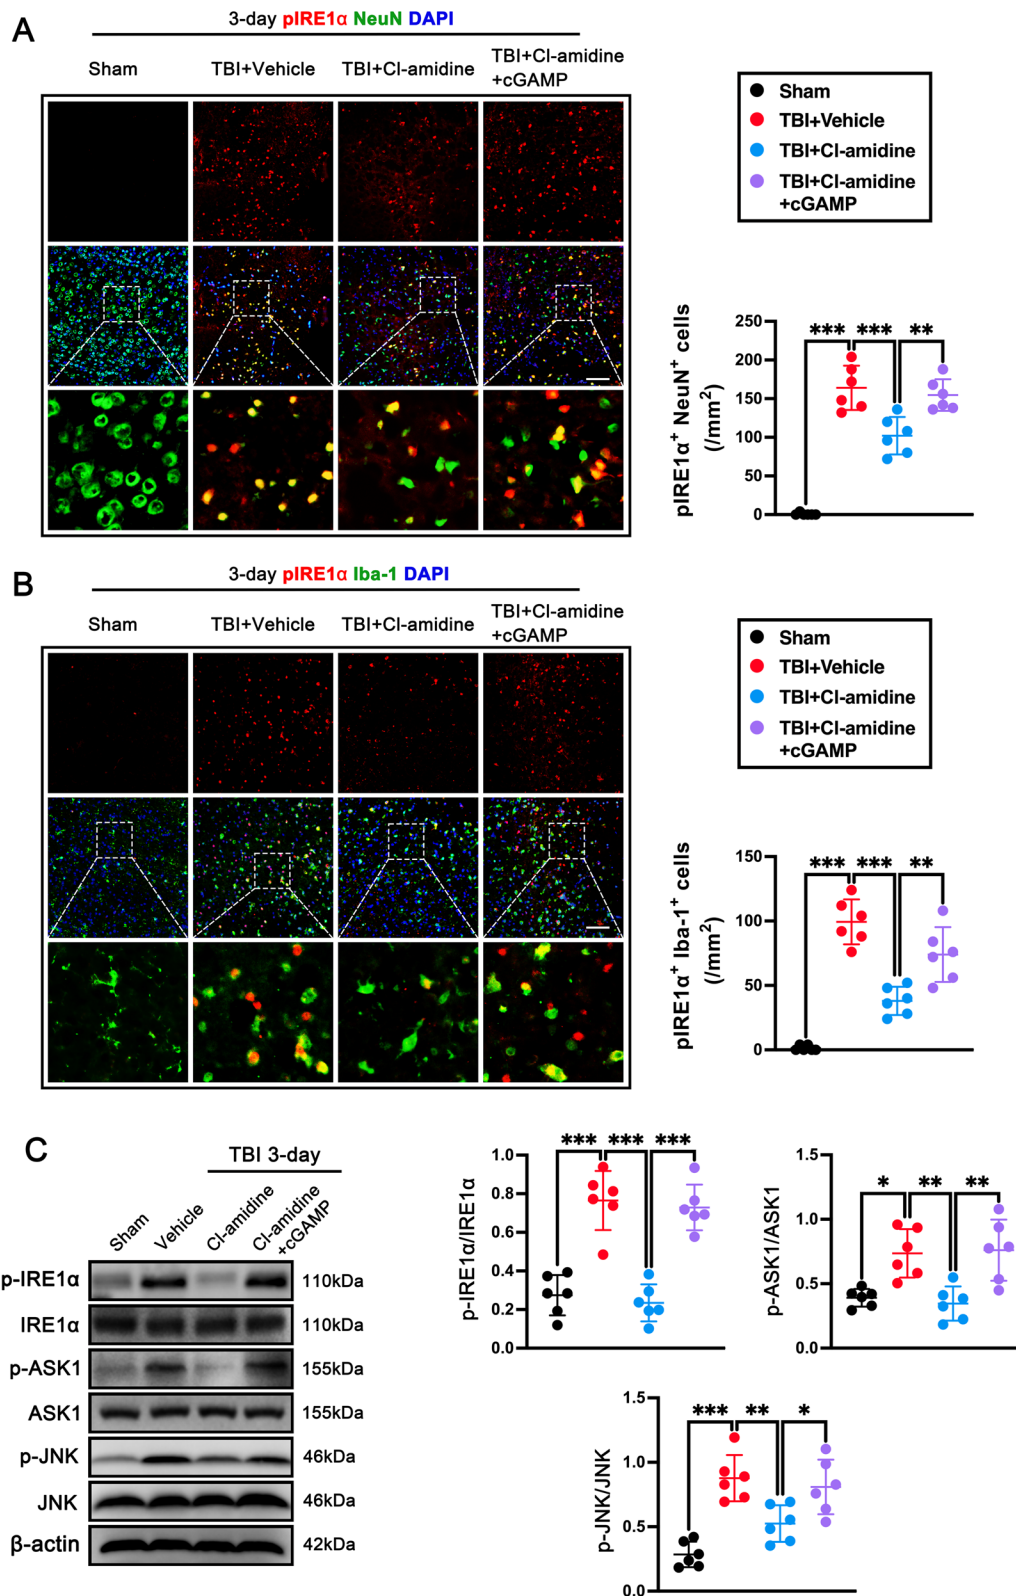 A
3-day pIRE1α NeuN DAPI
Sham
TBI+Vehicle
TBI+Cl-amidine
TBI+Cl-amidine
+cGAMP
Sham
TBI+Vehicle
TBI+Cl-amidine
TBI+Cl-amidine
+cGAMP
pIRE1α⁺ NeuN⁺ cells
(/mm²)
250
200
150
100
50
0
*** *** **
B
3-day pIRE1α Iba-1 DAPI
Sham
TBI+Vehicle
TBI+Cl-amidine
TBI+Cl-amidine
+cGAMP
Sham
TBI+Vehicle
TBI+Cl-amidine
TBI+Cl-amidine
+cGAMP
pIRE1α⁺ Iba-1⁺ cells
(/mm²)
150
100
50
0
*** *** **
C
TBI 3-day
Sham
Vehicle
Cl-amidine
Cl-amidine
+cGAMP
p-IRE1α 110kDa
IRE1α 110kDa
p-ASK1 155kDa
ASK1 155kDa
p-JNK 46kDa
JNK 46kDa
β-actin 42kDa
p-IRE1α/IRE1α
1.0
0.8
0.6
0.4
0.2
0.0
*** *** ***
p-ASK1/ASK1
1.5
1.0
0.5
0.0
* ** **
p-JNK/JNK
1.5
1.0
0.5
0.0
*** ** *